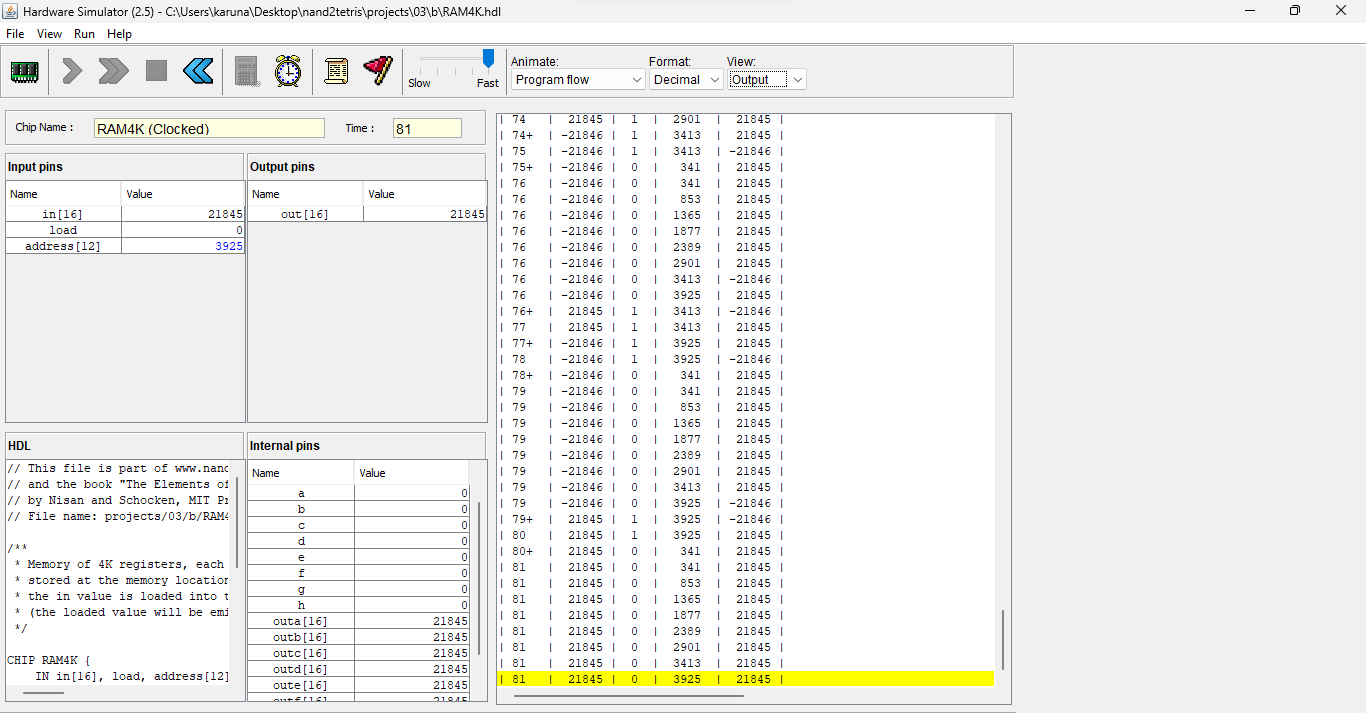 Hardware Simulator (2.5) - C:\Users\karuna\Desktop\nand2tetris\projects\03\b\RAM4K.hdl
File View Run Help
Slow Fast
Animate: Format: View:
Program flow Decimal Output
Chip Name : RAM4K (Clocked) Time : 81
Input pins
Name Value
in[16] 21845
load 0
address[12] 3925
Output pins
Name Value
out[16] 21845
HDL
// This file is part of www.nand
// and the book "The Elements of
// by Nisan and Schocken, MIT Pr
// File name: projects/03/b/RAM4
/**
* Memory of 4K registers, each
* stored at the memory location
* the in value is loaded into t
* (the loaded value will be emi
*/
CHIP RAM4K {
IN in[16], load, address[12]
Internal pins
Name Value
a 0
b 0
c 0
d 0
e 0
f 0
g 0
h 0
outa[16] 21845
outb[16] 21845
outc[16] 21845
outd[16] 21845
oute[16] 21845
outf[16] 21845
| 74 | 21845 | 1 | 2901 | 21845 |
| 74+ | -21846 | 1 | 3413 | 21845 |
| 75 | -21846 | 1 | 3413 | -21846 |
| 75+ | -21846 | 0 | 341 | 21845 |
| 76 | -21846 | 0 | 341 | 21845 |
| 76 | -21846 | 0 | 853 | 21845 |
| 76 | -21846 | 0 | 1365 | 21845 |
| 76 | -21846 | 0 | 1877 | 21845 |
| 76 | -21846 | 0 | 2389 | 21845 |
| 76 | -21846 | 0 | 2901 | 21845 |
| 76 | -21846 | 0 | 3413 | -21846 |
| 76 | -21846 | 0 | 3925 | 21845 |
| 76+ | 21845 | 1 | 3413 | -21846 |
| 77 | 21845 | 1 | 3413 | 21845 |
| 77+ | -21846 | 1 | 3925 | 21845 |
| 78 | -21846 | 1 | 3925 | -21846 |
| 78+ | -21846 | 0 | 341 | 21845 |
| 79 | -21846 | 0 | 341 | 21845 |
| 79 | -21846 | 0 | 853 | 21845 |
| 79 | -21846 | 0 | 1365 | 21845 |
| 79 | -21846 | 0 | 1877 | 21845 |
| 79 | -21846 | 0 | 2389 | 21845 |
| 79 | -21846 | 0 | 2901 | 21845 |
| 79 | -21846 | 0 | 3413 | 21845 |
| 79 | -21846 | 0 | 3925 | -21846 |
| 79+ | 21845 | 1 | 3925 | -21846 |
| 80 | 21845 | 1 | 3925 | 21845 |
| 80+ | 21845 | 0 | 341 | 21845 |
| 81 | 21845 | 0 | 341 | 21845 |
| 81 | 21845 | 0 | 853 | 21845 |
| 81 | 21845 | 0 | 1365 | 21845 |
| 81 | 21845 | 0 | 1877 | 21845 |
| 81 | 21845 | 0 | 2389 | 21845 |
| 81 | 21845 | 0 | 2901 | 21845 |
| 81 | 21845 | 0 | 3413 | 21845 |
| 81 | 21845 | 0 | 3925 | 21845 |